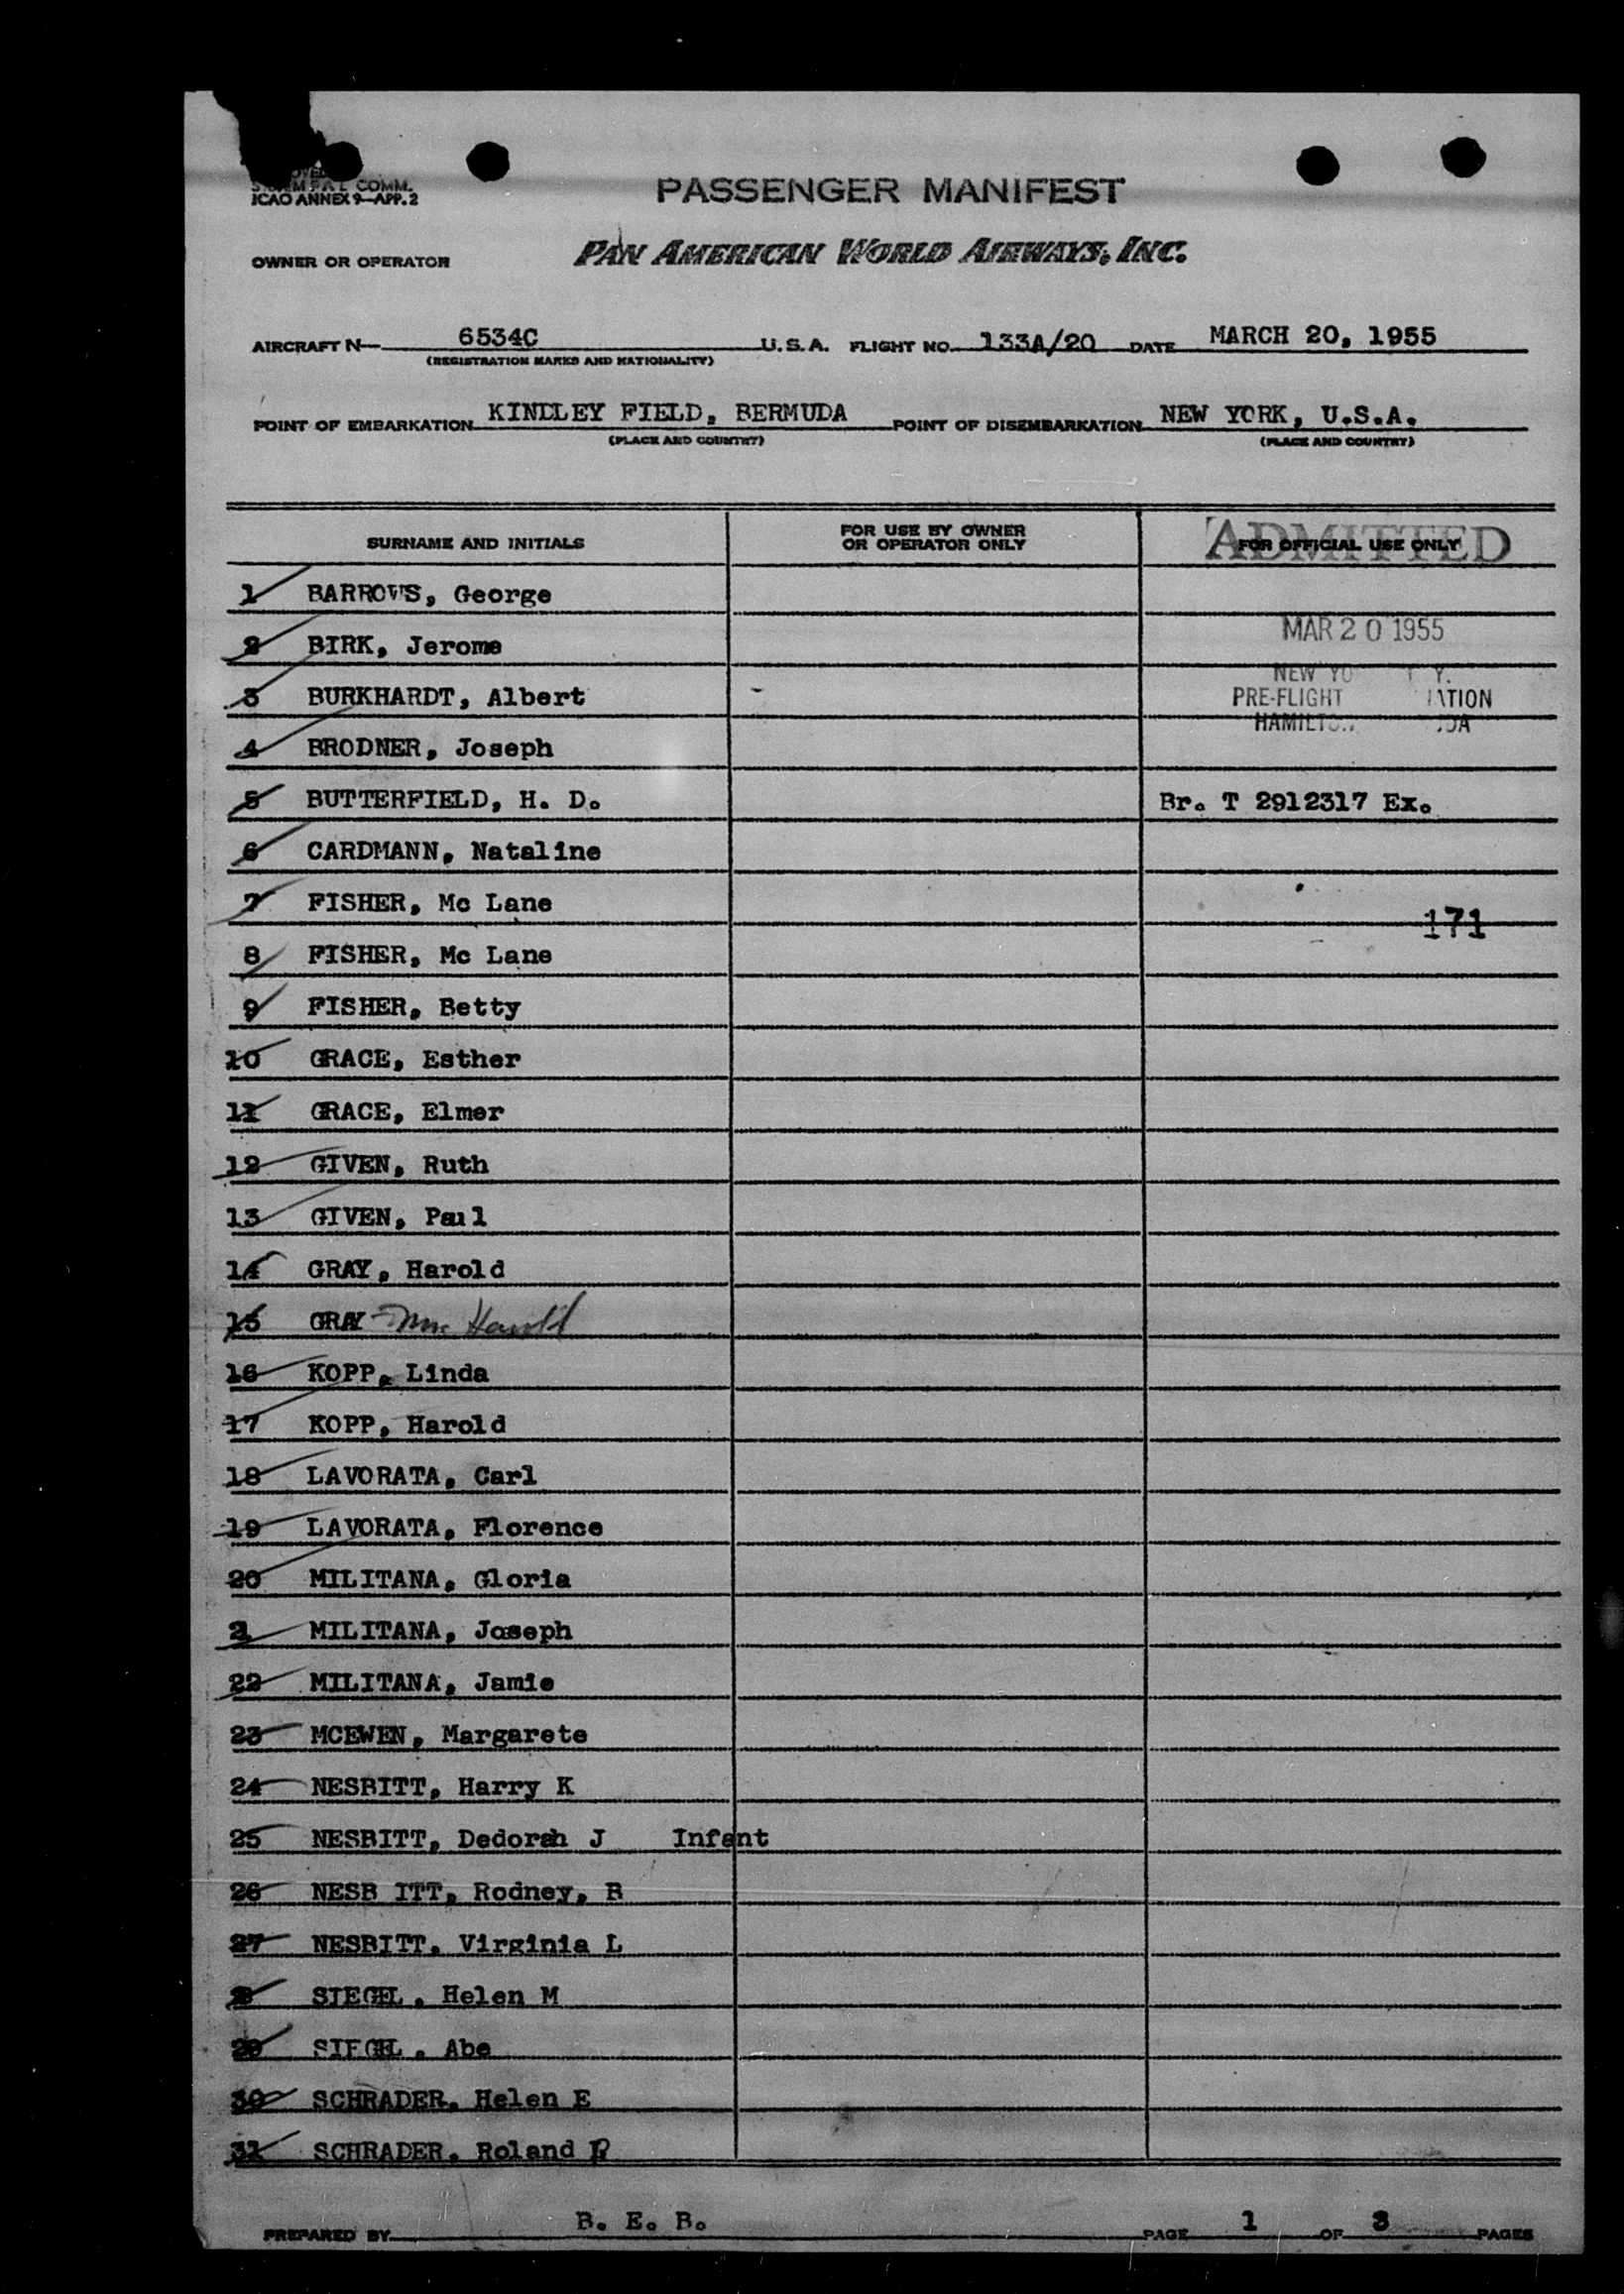 COMM.
ICAO ANNEX 9—APP. 2
PASSENGER MANIFEST
OWNER OR OPERATOR PAN AMERICAN WORLD AIRWAYS, INC.
AIRCRAFT N— 6534C U.S.A. FLIGHT NO. 133A/20 DATE MARCH 20, 1955
(REGISTRATION MARKS AND NATIONALITY)
POINT OF EMBARKATION KINDLEY FIELD, BERMUDA POINT OF DISEMBARKATION NEW YORK, U.S.A.
(PLACE AND COUNTRY) (PLACE AND COUNTRY)
SURNAME AND INITIALS FOR USE BY OWNER OR OPERATOR ONLY FOR OFFICIAL USE ONLY
ADMITTED
1 BARROWS, George
MAR 20 1955
2 BIRK, Jerome
NEW YO
3 BURKHARDT, Albert
PRE-FLIGHT
4 BRODNER, Joseph
5 BUTTERFIELD, H. D. Br. T 2912317 Ex.
6 CARDMANN, Nataline
7 FISHER, Mc Lane
171
8 FISHER, Mc Lane
9 FISHER, Betty
10 GRACE, Esther
11 GRACE, Elmer
12 GIVEN, Ruth
13 GIVEN, Paul
14 GRAY, Harold
15 GRAY Mrs. Harold
16 KOPP, Linda
17 KOPP, Harold
18 LAVORATA, Carl
19 LAVORATA, Florence
20 MILITANA, Gloria
2 MILITANA, Joseph
22 MILITANA, Jamie
23 MCEWEN, Margarete
24 NESBITT, Harry K
25 NESBITT, Dedorah J Infant
26 NESB ITT, Rodney, B
27 NESBITT, Virginia L
28 SIEGEL, Helen M
29 SIEGEL, Abe
30 SCHRADER, Helen E
31 SCHRADER, Roland
PREPARED BY B. E. B. PAGE 1 OF 3 PAGES